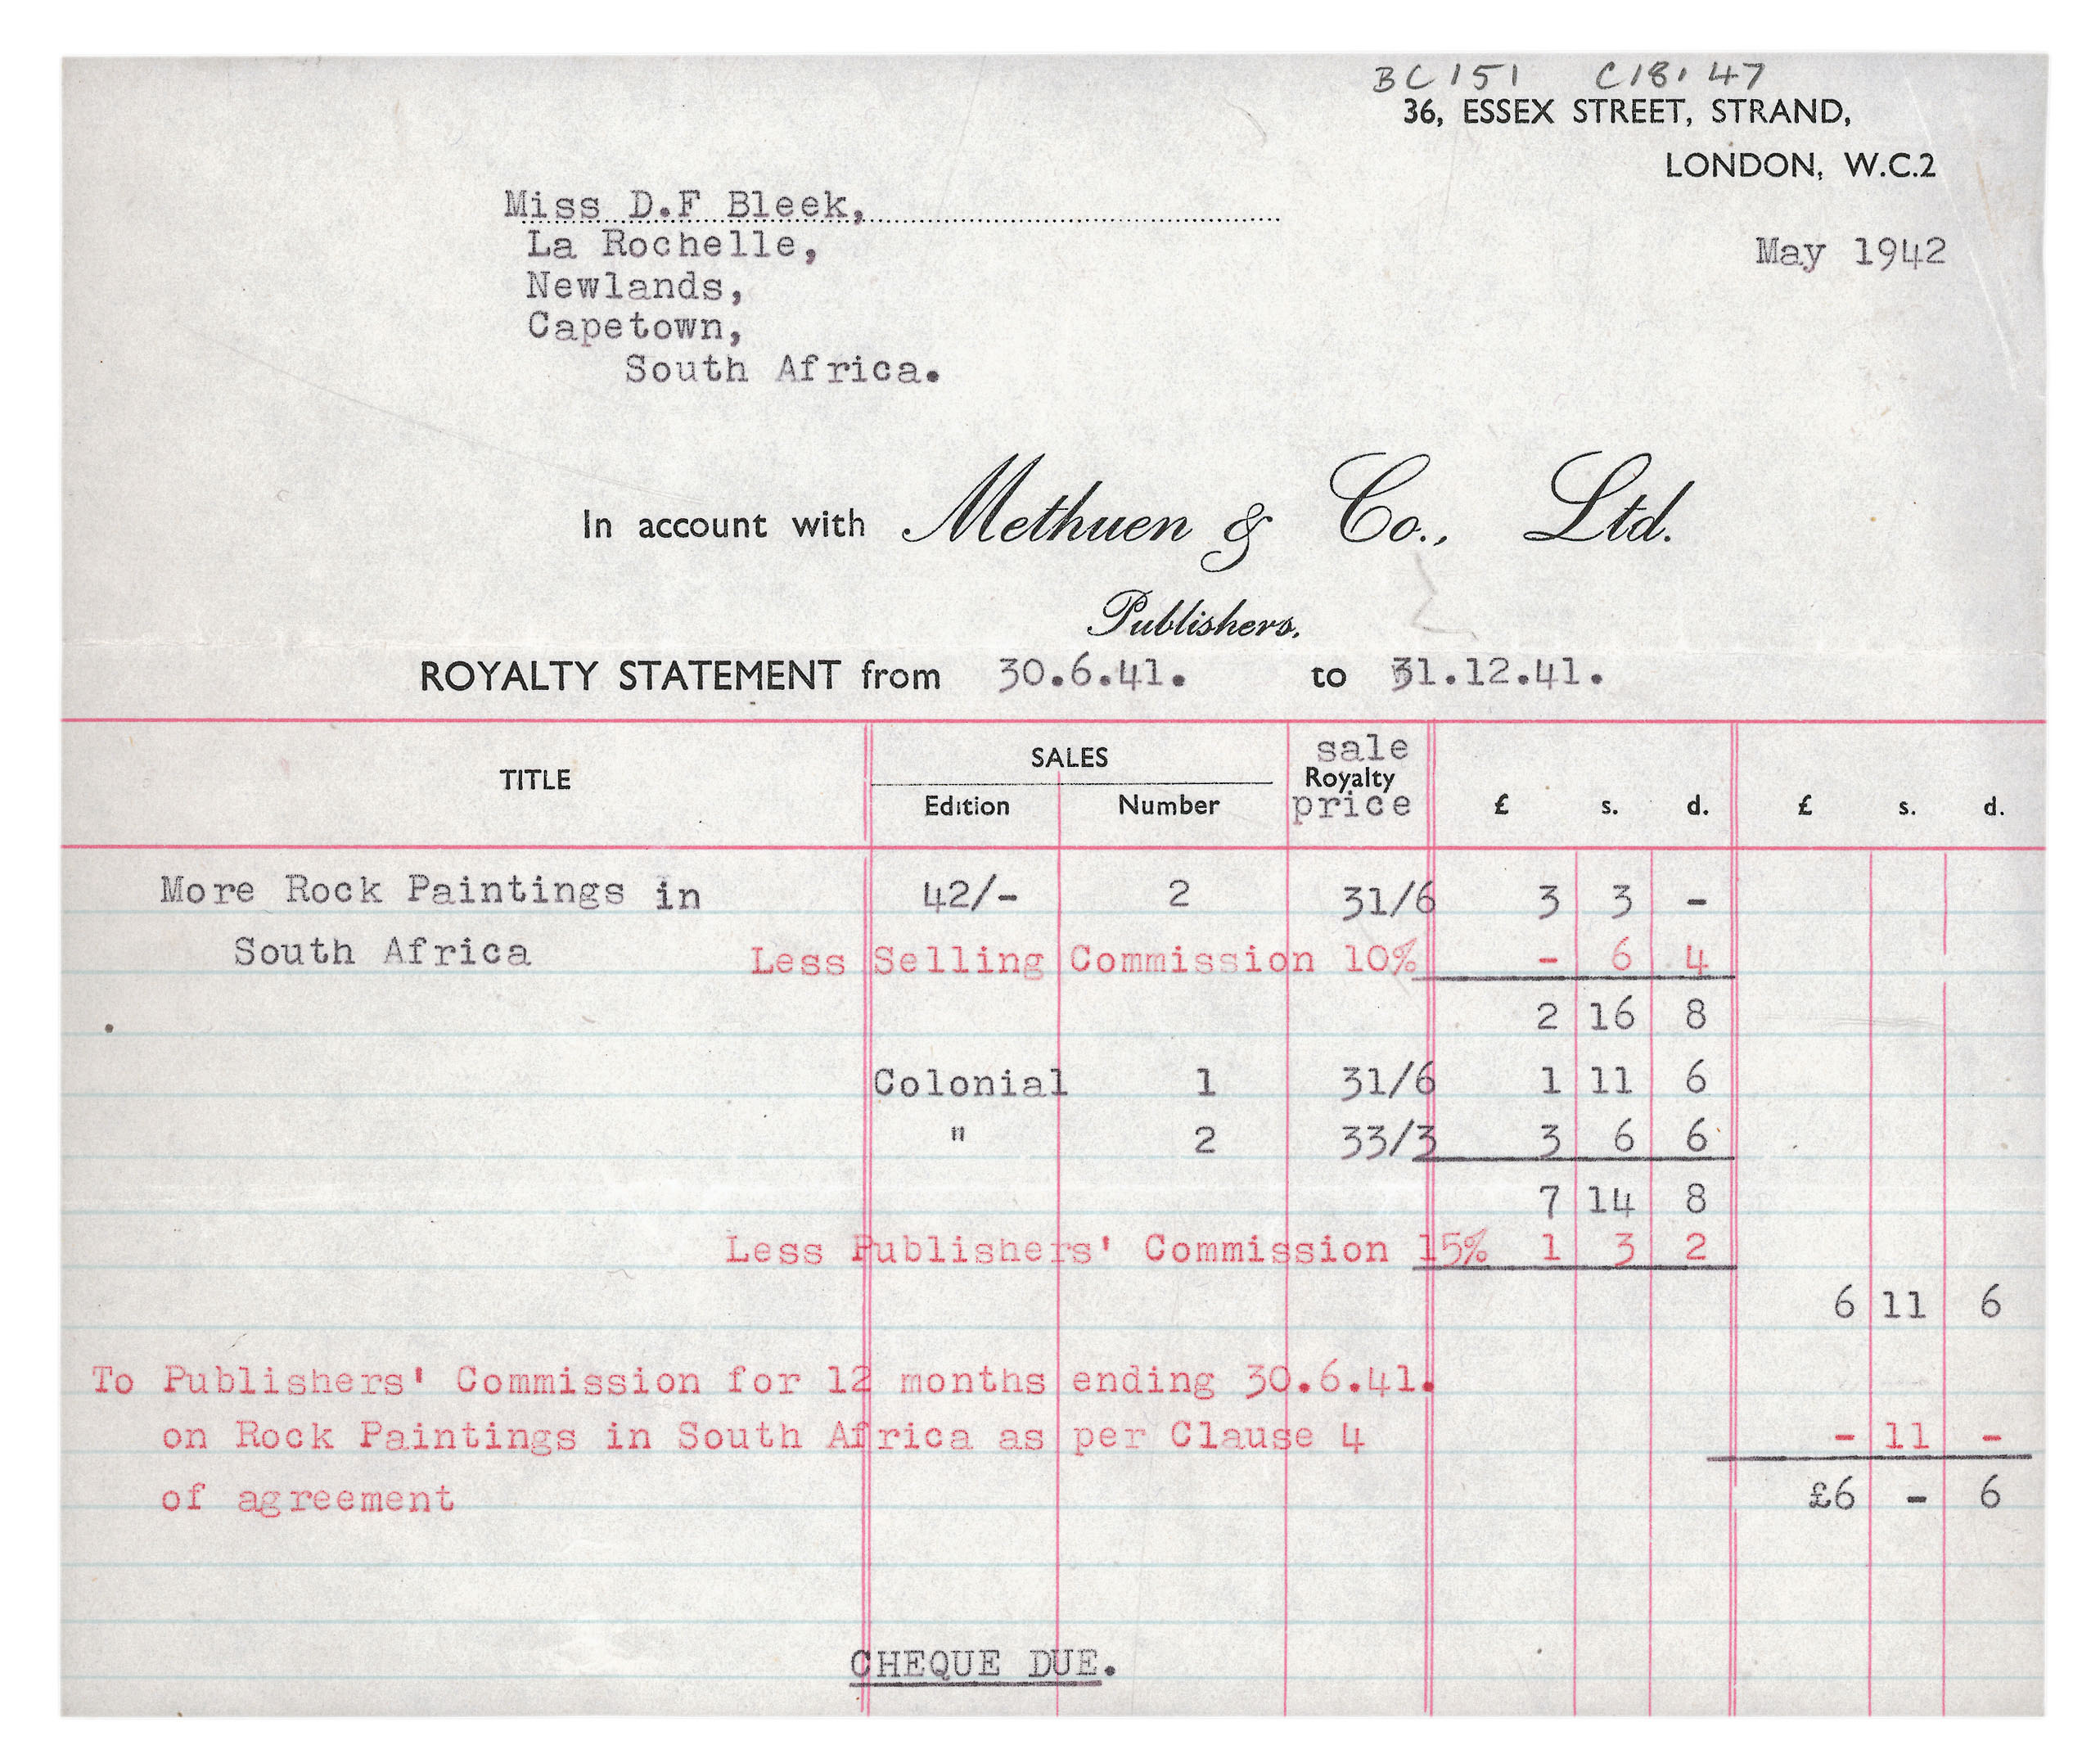 BC151 C18.47
36, ESSEX STREET, STRAND,
LONDON, W.C.2
Miss D.F Bleek,
La Rochelle,
Newlands,
Capetown,
South Africa.
May 1942
In account with Methuen & Co., Ltd.
Publishers.
ROYALTY STATEMENT from 30.6.41. to 31.12.41.
TITLE SALES Edition Number sale Royalty price £ s. d. £ s. d.
More Rock Paintings in 42/- 2 31/6 3 3 -
South Africa Less Selling Commission 10% - 6 4
2 16 8
Colonial 1 31/6 1 11 6
" 2 33/3 3 6 6
7 14 8
Less Publishers' Commission 15% 1 3 2
6 11 6
To Publishers' Commission for 12 months ending 30.6.41.
on Rock Paintings in South Africa as per Clause 4 - 11 -
of agreement £6 - 6
CHEQUE DUE.